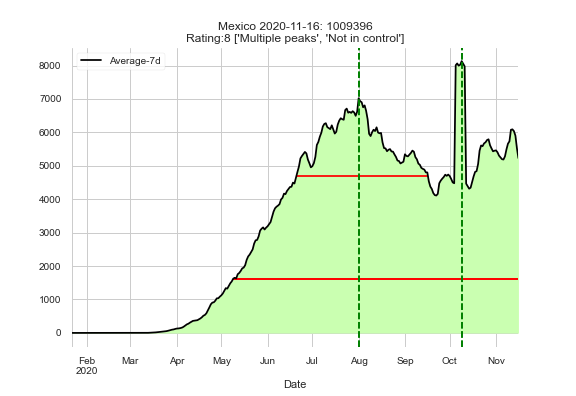 Mexico 2020-11-16: 1009396
Rating:8 ['Multiple peaks', 'Not in control']
Average-7d
8000
7000
6000
5000
4000
3000
2000
1000
0
Feb Mar Apr May Jun Jul Aug Sep Oct Nov
2020
Date